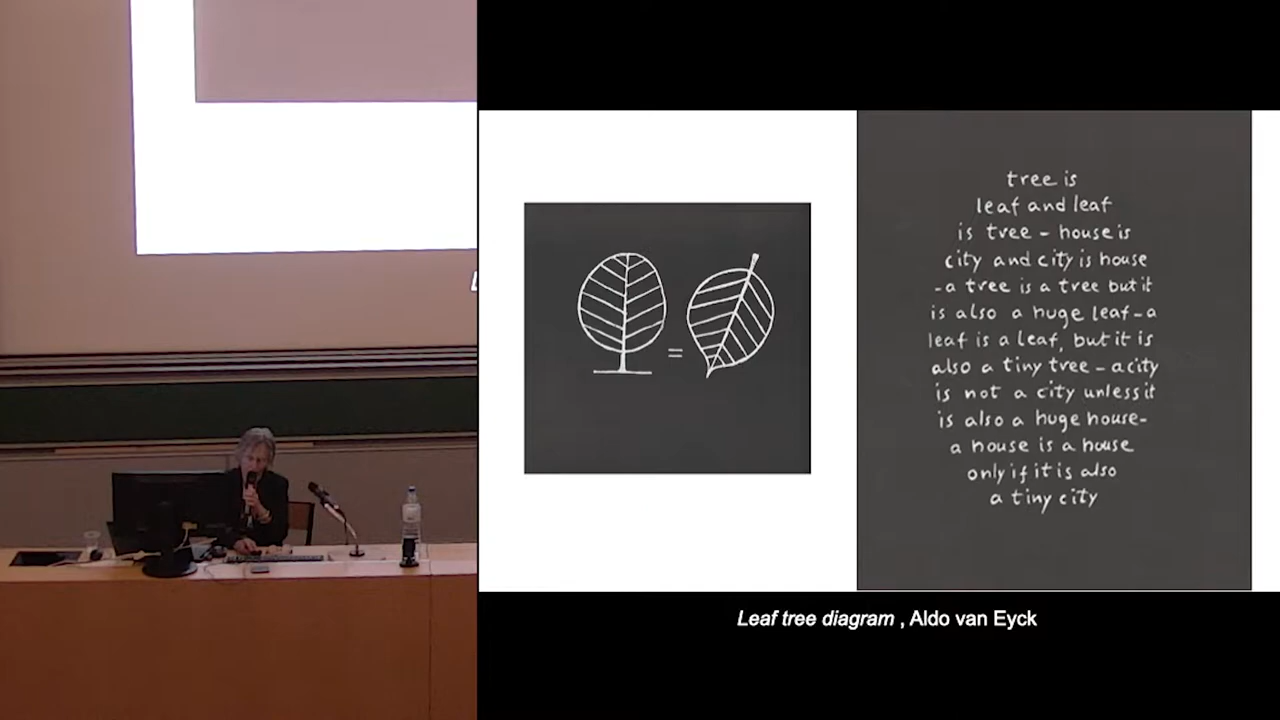 =
tree is
leaf and leaf
is tree - house is
city and city is house
-a tree is a tree but it
is also a huge leaf-a
leaf is a leaf, but it is
also a tiny tree - a city
is not a city unless it
is also a huge house-
a house is a house
only if it is also
a tiny city
Leaf tree diagram , Aldo van Eyck